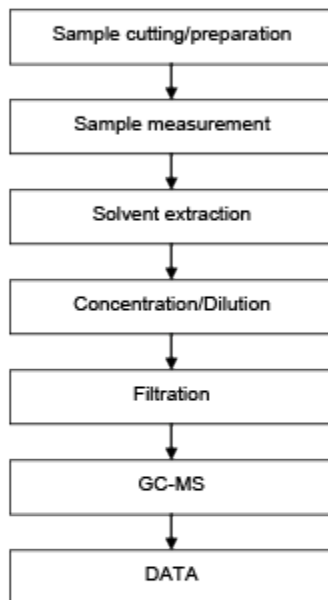 Sample cutting/preparation
Sample measurement
Solvent extraction
Concentration/Dilution
Filtration
GC-MS
DATA